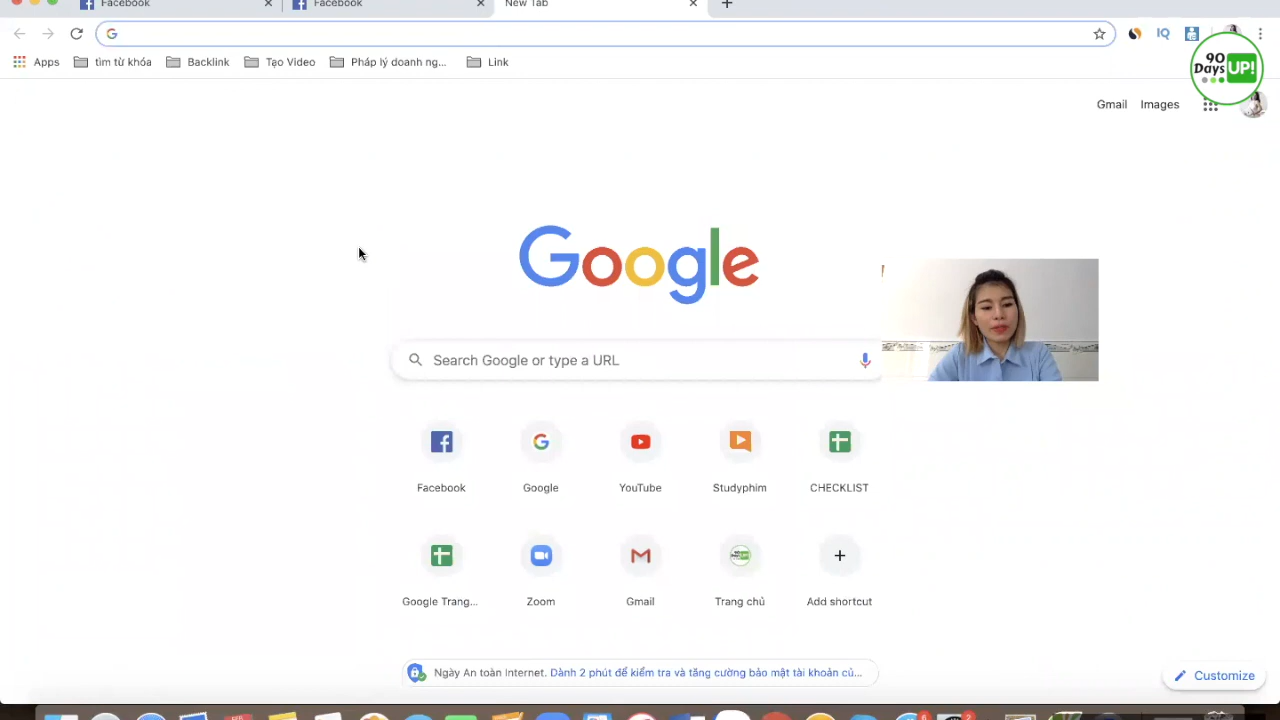 Facebook
Facebook
New Tab
Apps
tìm từ khóa
Backlink
Tạo Video
Pháp lý doanh ng...
Link
IQ
90
Days UP!
Gmail
Images
Google
Search Google or type a URL
Facebook
Google
YouTube
Studyphim
CHECKLIST
Google Trang...
Zoom
Gmail
Trang chủ
Add shortcut
Ngày An toàn Internet. Dành 2 phút để kiểm tra và tăng cường bảo mật tài khoản củ...
Customize